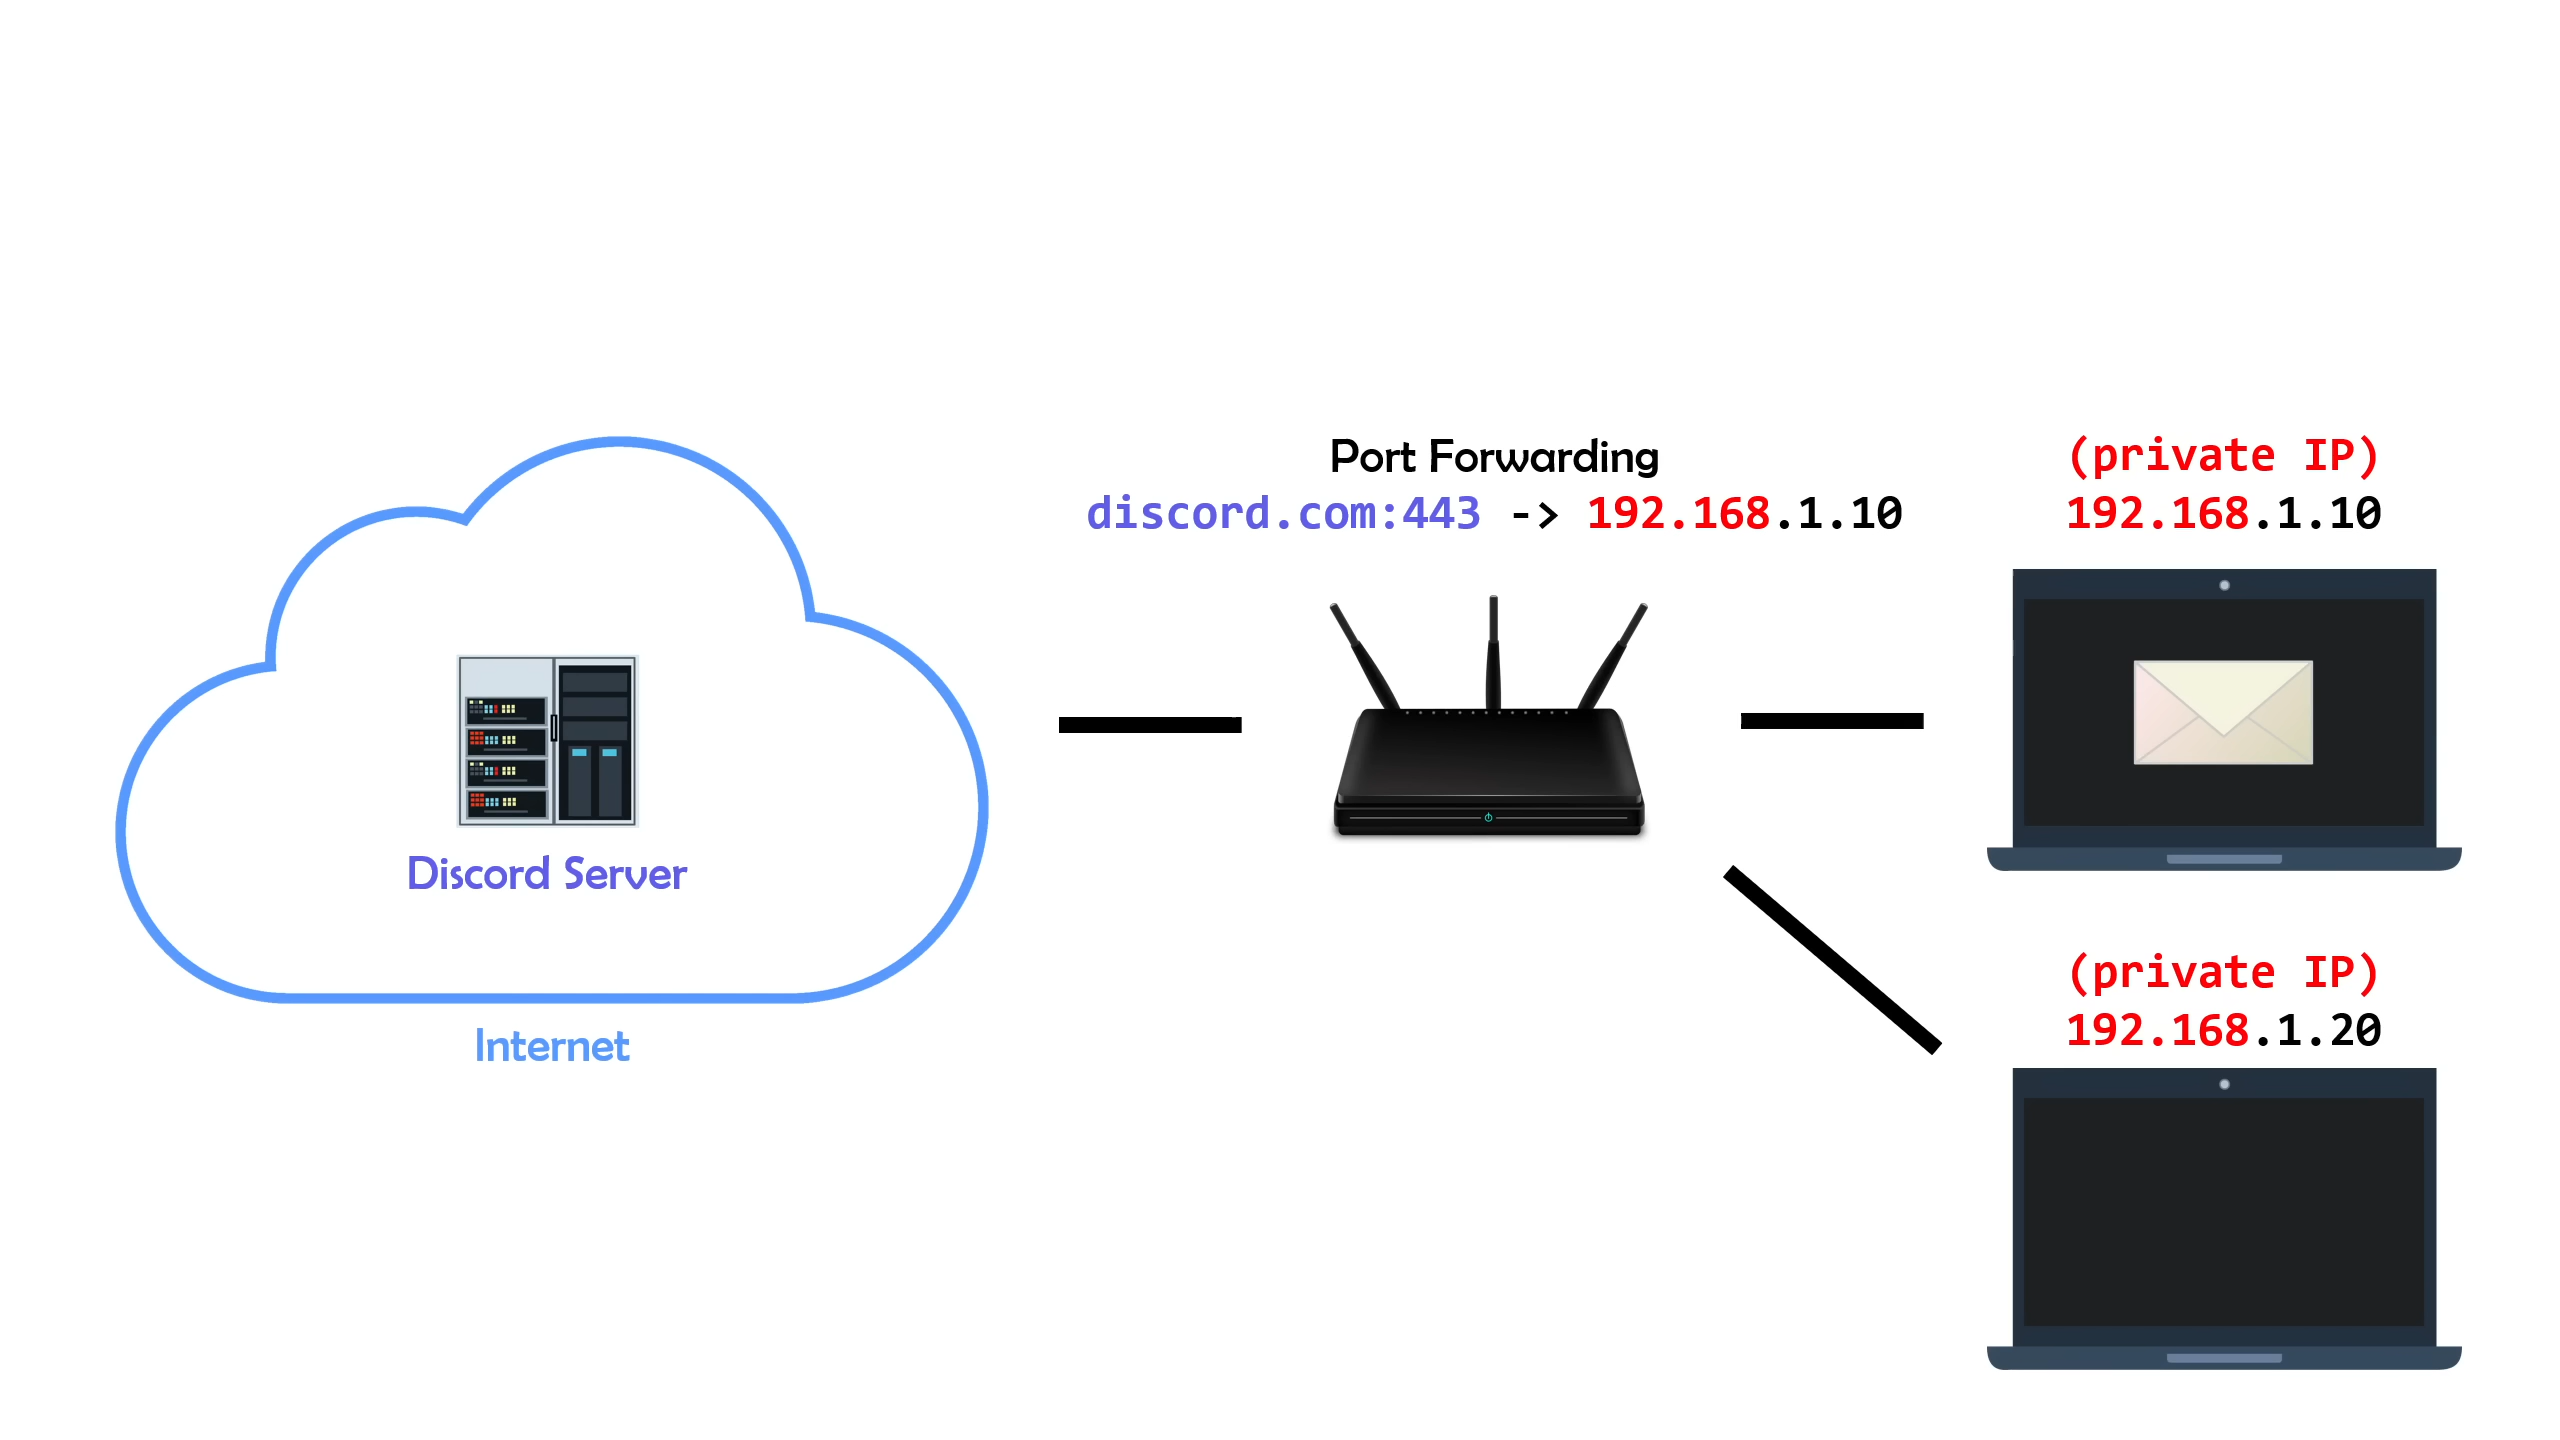 Port Forwarding
discord.com:443 -> 192.168.1.10
(private IP)
192.168.1.10
Discord Server
Internet
(private IP)
192.168.1.20